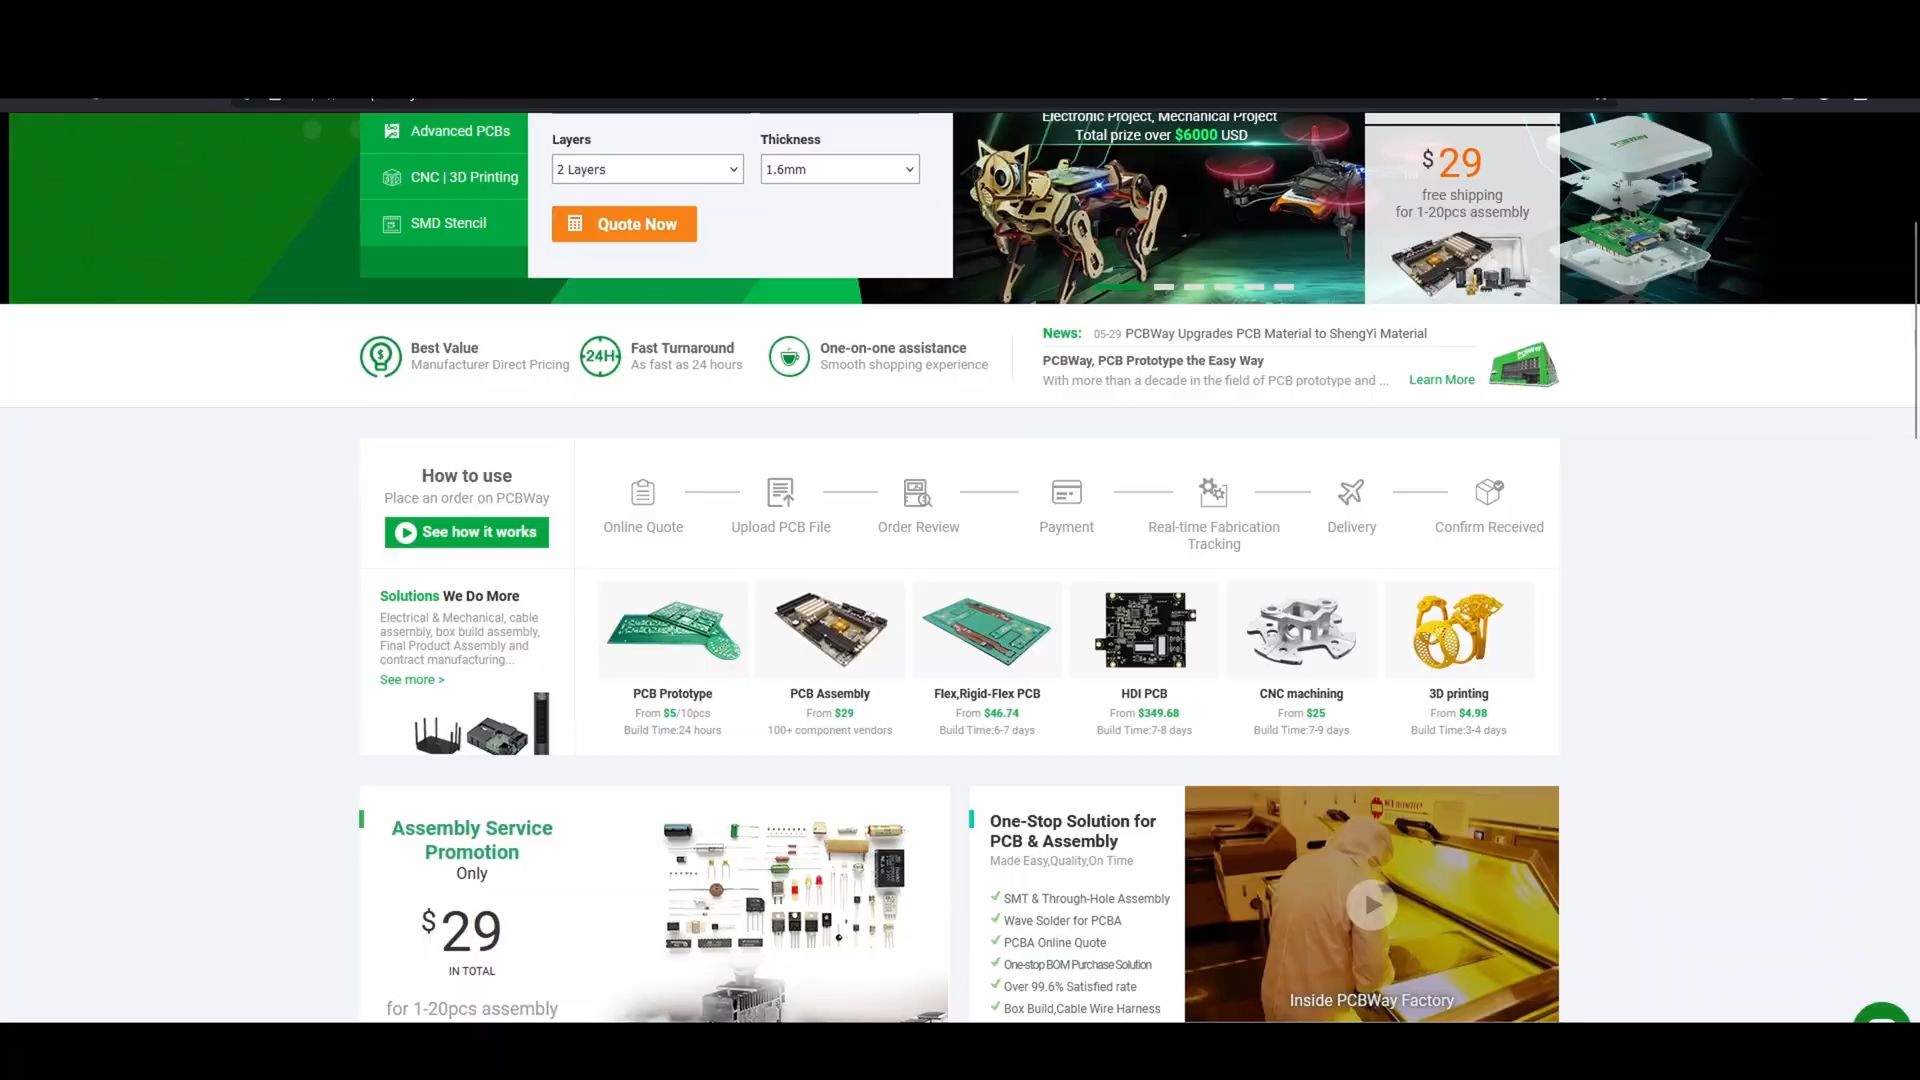 Advanced PCBs
CNC | 3D Printing
SMD Stencil
Layers
Thickness
2 Layers
1.6mm
Quote Now
Electronic Project, Mechanical Project
Total prize over $6000 USD
$29
free shipping
for 1-20pcs assembly
Best Value
Manufacturer Direct Pricing
24H
Fast Turnaround
As fast as 24 hours
One-on-one assistance
Smooth shopping experience
News: 05-29 PCBWay Upgrades PCB Material to ShengYi Material
PCBWay, PCB Prototype the Easy Way
With more than a decade in the field of PCB prototype and ... Learn More
How to use
Place an order on PCBWay
See how it works
Online Quote
Upload PCB File
Order Review
Payment
Real-time Fabrication
Tracking
Delivery
Confirm Received
Solutions We Do More
Electrical & Mechanical, cable
assembly, box build assembly,
Final Product Assembly and
contract manufacturing...
See more >
PCB Prototype
From $5/10pcs
Build Time:24 hours
PCB Assembly
From $29
100+ component vendors
Flex,Rigid-Flex PCB
From $46.74
Build Time:6-7 days
HDI PCB
From $349.68
Build Time:7-8 days
CNC machining
From $25
Build Time:7-9 days
3D printing
From $4.98
Build Time:3-4 days
Assembly Service
Promotion
Only
$29
IN TOTAL
for 1-20pcs assembly
One-Stop Solution for
PCB & Assembly
Made Easy,Quality,On Time
SMT & Through-Hole Assembly
Wave Solder for PCBA
PCBA Online Quote
One-stop BOM Purchase Solution
Over 99.6% Satisfied rate
Box Build,Cable Wire Harness
Inside PCBWay Factory